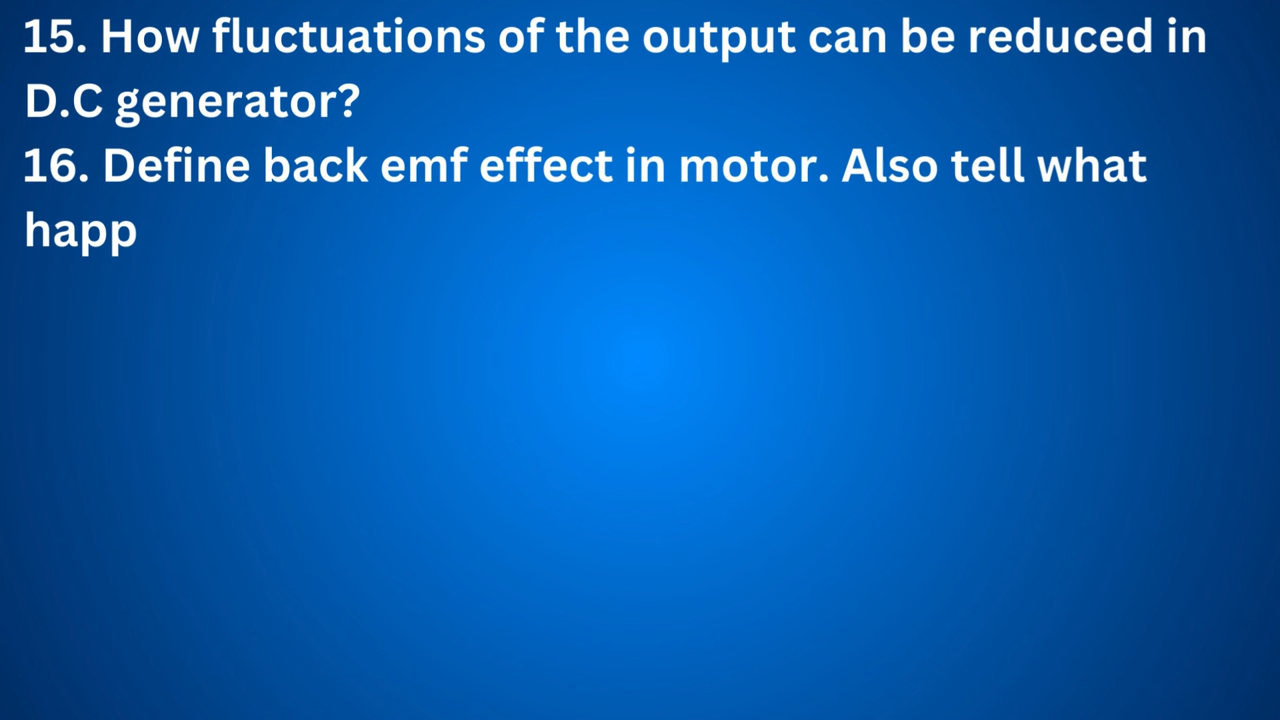 15. How fluctuations of the output can be reduced in
D.C generator?
16. Define back emf effect in motor. Also tell what
happ